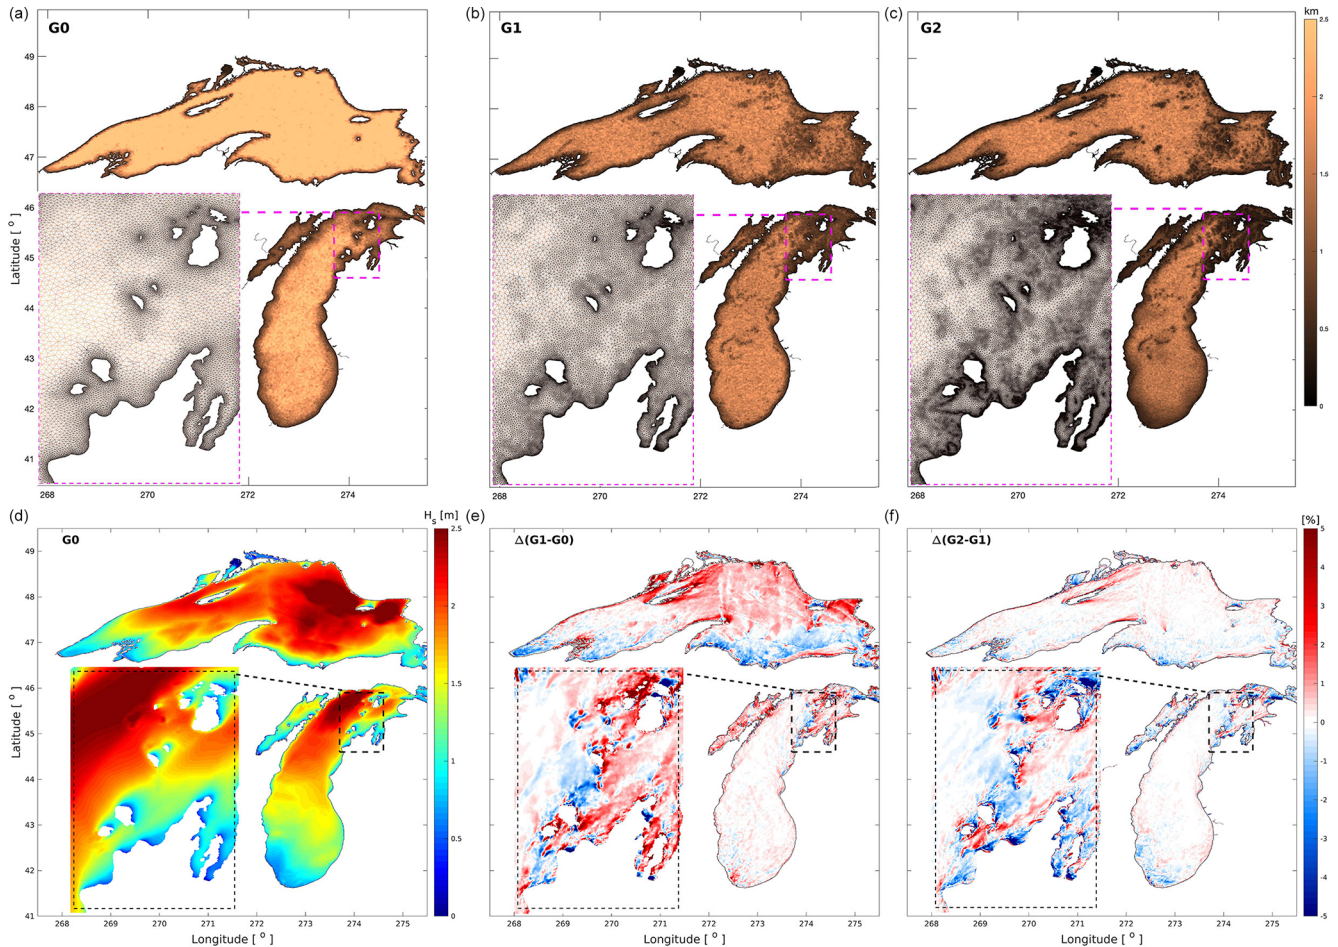 (a)
G0
(b)
G1
(c)
G2
km
2.5
2
1.5
1
0.5
0
49
48
47
46
45
44
43
42
41
Latitude [ ° ]
268 270 272 274
268 270 272 274
268 270 272 274
(d)
G0
H_s [m]
2.5
2
1.5
1
0.5
0
(e)
Δ(G1-G0)
(f)
Δ(G2-G1)
[%]
5
4
3
2
1
0
-1
-2
-3
-4
-5
49
48
47
46
45
44
43
42
41
Latitude [ ° ]
268 269 270 271 272 273 274 275
268 269 270 271 272 273 274 275
268 269 270 271 272 273 274 275
Longitude [ ° ]
Longitude [ ° ]
Longitude [ ° ]